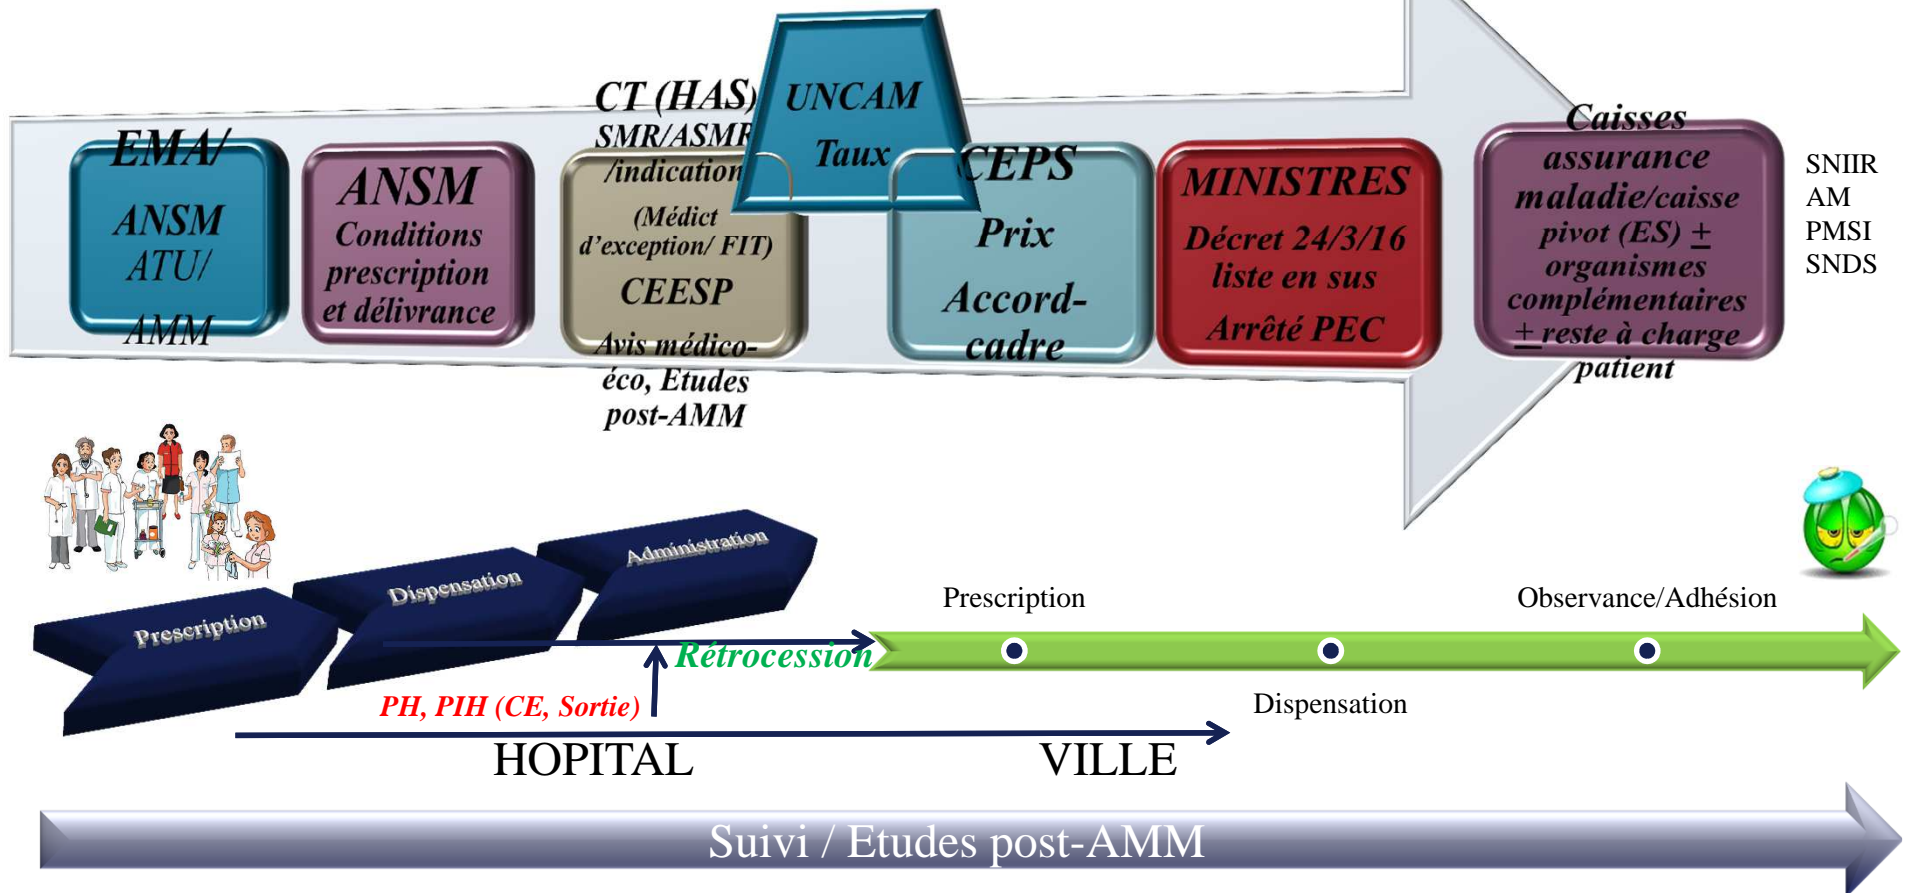 EMA/
ANSM
ATU/
AMM
ANSM
Conditions
prescription
et délivrance
CT (HAS)
SMR/ASMR
/indication
(Médict
d’exception/ FIT)
CEESP
Avis médico-
éco, Etudes
post-AMM
UNCAM
Taux
CEPS
Prix
Accord-
cadre
MINISTRES
Décret 24/3/16
liste en sus
Arrêté PEC
Caisses
assurance
maladie/caisse
pivot (ES) ±
organismes
complémentaires
± reste à charge
patient
SNIIR
AM
PMSI
SNDS
Prescription
Dispensation
Administration
Rétrocession
PH, PIH (CE, Sortie)
Prescription
Dispensation
Observance/Adhésion
HOPITAL
VILLE
Suivi / Etudes post-AMM